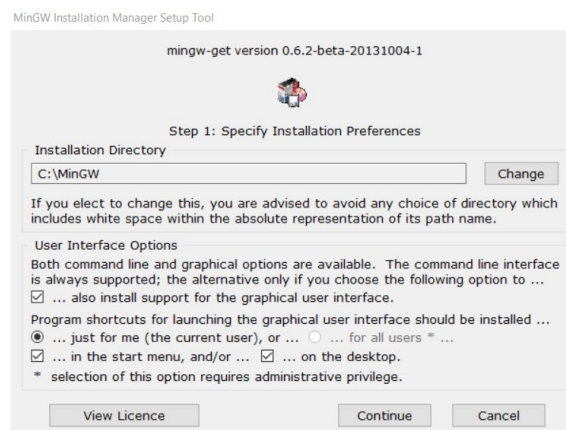 MinGW Installation Manager Setup Tool
mingw-get version 0.6.2-beta-20131004-1
Step 1: Specify Installation Preferences
Installation Directory
C:\MinGW
Change
If you elect to change this, you are advised to avoid any choice of directory which
includes white space within the absolute representation of its path name.
User Interface Options
Both command line and graphical options are available. The command line interface
is always supported; the alternative only if you choose the following option to ...
... also install support for the graphical user interface.
Program shortcuts for launching the graphical user interface should be installed ...
... just for me (the current user), or ... ... for all users * ...
... in the start menu, and/or ... ... on the desktop.
* selection of this option requires administrative privilege.
View Licence Continue Cancel